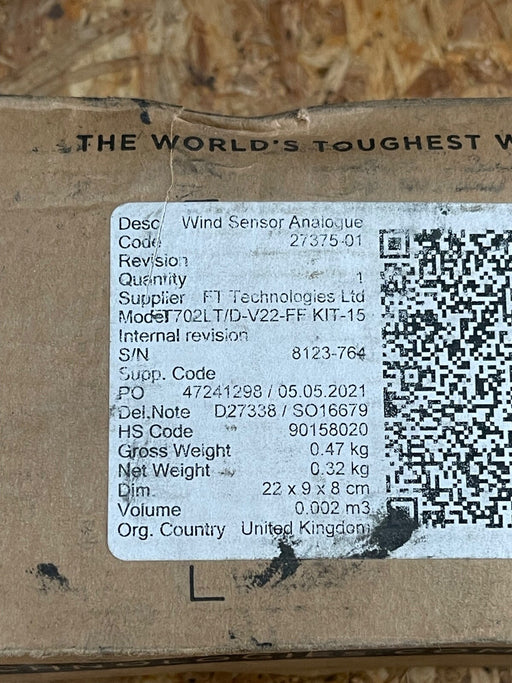 THE WORLD'S TOUGHEST W
Desc Wind Sensor Analogue
Code 27375-01
Revision
Quantity 1
Supplier FT Technologies Ltd
Model FT702LT/D-V22-FF KIT-15
Internal revision
S/N 8123-764
Supp. Code
PO 47241298 / 05.05.2021
Del.Note D27338 / SO16679
HS Code 90158020
Gross Weight 0.47 kg
Net Weight 0.32 kg
Dim. 22 x 9 x 8 cm
Volume 0.002 m3
Org. Country United Kingdom